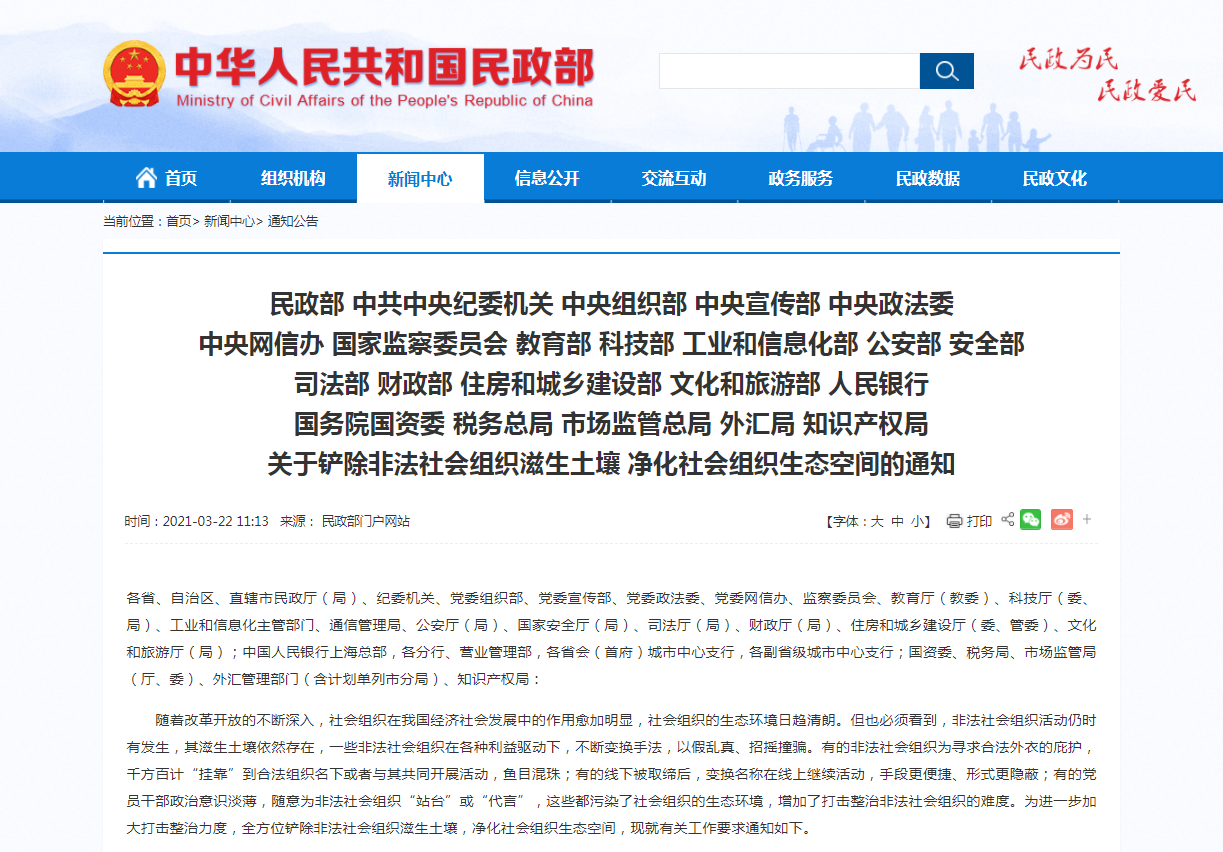 中华人民共和国民政部
Ministry of Civil Affairs of the People's Republic of China
民政为民
民政爱民
首页 组织机构 新闻中心 信息公开 交流互动 政务服务 民政数据 民政文化
当前位置：首页> 新闻中心> 通知公告
民政部 中共中央纪委机关 中央组织部 中央宣传部 中央政法委
中央网信办 国家监察委员会 教育部 科技部 工业和信息化部 公安部 安全部
司法部 财政部 住房和城乡建设部 文化和旅游部 人民银行
国务院国资委 税务总局 市场监管总局 外汇局 知识产权局
关于铲除非法社会组织滋生土壤 净化社会组织生态空间的通知
时间：2021-03-22 11:13 来源： 民政部门户网站 【字体：大 中 小】 打印
各省、自治区、直辖市民政厅（局）、纪委机关、党委组织部、党委宣传部、党委政法委、党委网信办、监察委员会、教育厅（教委）、科技厅（委、
局）、工业和信息化主管部门、通信管理局、公安厅（局）、国家安全厅（局）、司法厅（局）、财政厅（局）、住房和城乡建设厅（委、管委）、文化
和旅游厅（局）；中国人民银行上海总部，各分行、营业管理部，各省会（首府）城市中心支行，各副省级城市中心支行；国资委、税务局、市场监管局
（厅、委）、外汇管理部门（含计划单列市分局）、知识产权局：
随着改革开放的不断深入，社会组织在我国经济社会发展中的作用愈加明显，社会组织的生态环境日趋清朗。但也必须看到，非法社会组织活动仍时
有发生，其滋生土壤依然存在，一些非法社会组织在各种利益驱动下，不断变换手法，以假乱真、招摇撞骗。有的非法社会组织为寻求合法外衣的庇护，
千方百计“挂靠”到合法组织名下或者与其共同开展活动，鱼目混珠；有的线下被取缔后，变换名称在线上继续活动，手段更便捷、形式更隐蔽；有的党
员干部政治意识淡薄，随意为非法社会组织“站台”或“代言”，这些都污染了社会组织的生态环境，增加了打击整治非法社会组织的难度。为进一步加
大打击整治力度，全方位铲除非法社会组织滋生土壤，净化社会组织生态空间，现就有关工作要求通知如下。